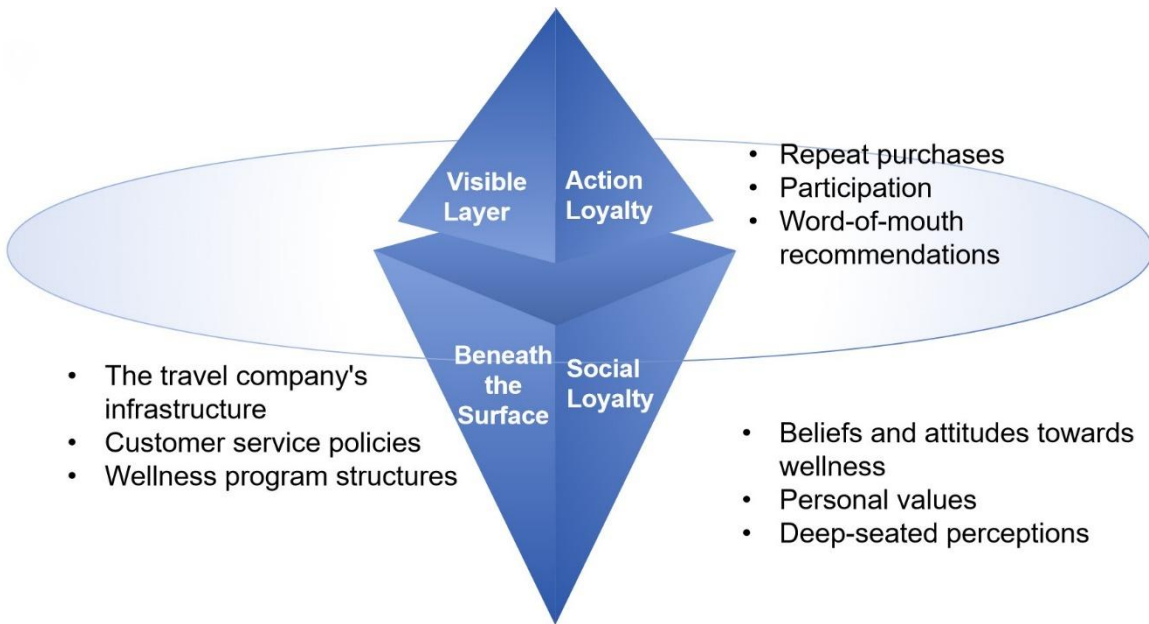 Visible
Layer
Action
Loyalty
• Repeat purchases
• Participation
• Word-of-mouth
recommendations
Beneath
the
Surface
Social
Loyalty
• The travel company's
infrastructure
• Customer service policies
• Wellness program structures
• Beliefs and attitudes towards
wellness
• Personal values
• Deep-seated perceptions